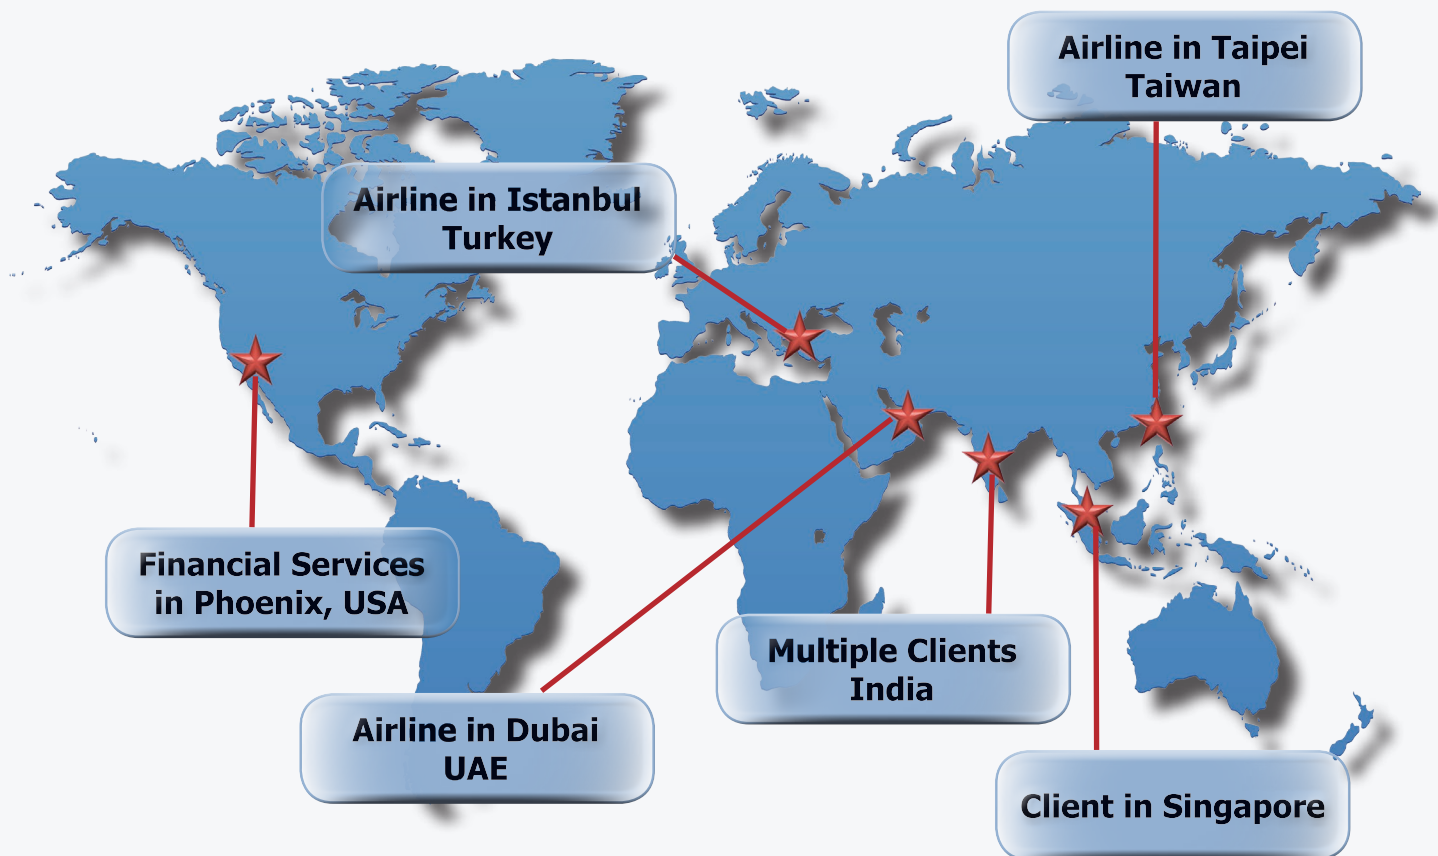 Airline in Taipei
Taiwan
Airline in Istanbul
Turkey
Financial Services
in Phoenix, USA
Multiple Clients
India
Airline in Dubai
UAE
Client in Singapore